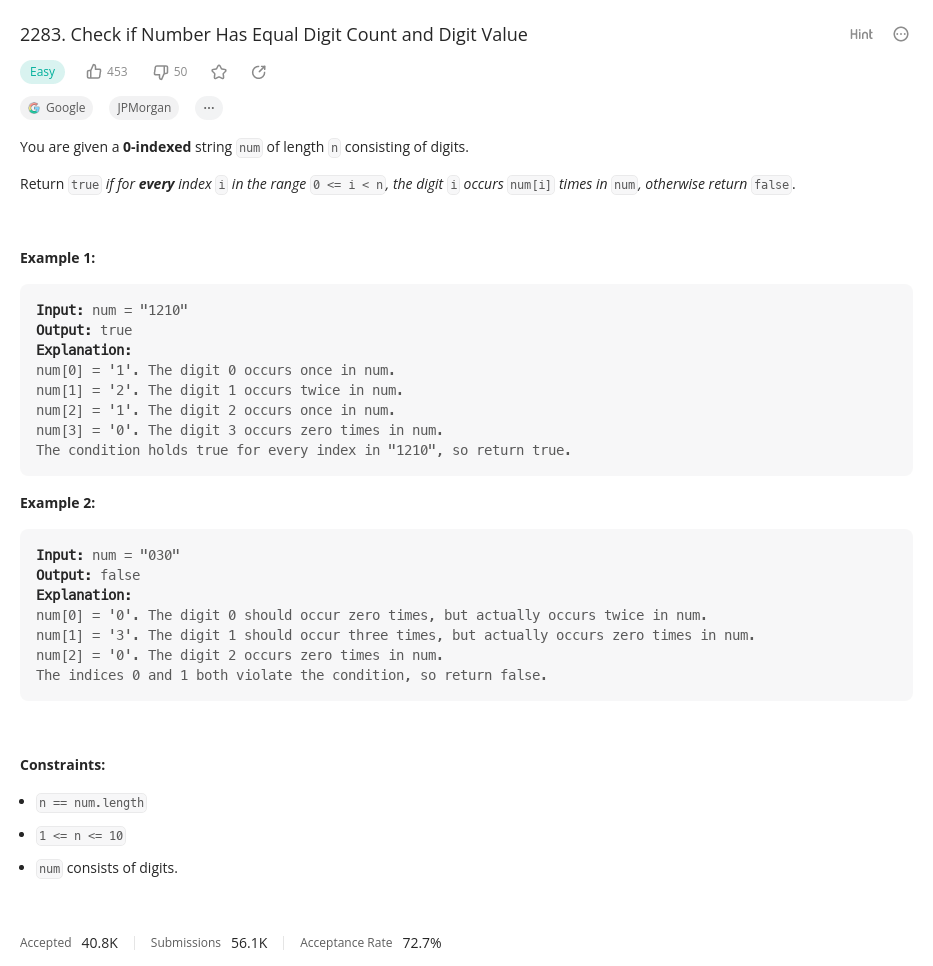 2283. Check if Number Has Equal Digit Count and Digit Value
Hint
Easy 453 50
Google JPMorgan ...
You are given a 0-indexed string num of length n consisting of digits.
Return true if for every index i in the range 0 <= i < n, the digit i occurs num[i] times in num, otherwise return false.
Example 1:
Input: num = "1210"
Output: true
Explanation:
num[0] = '1'. The digit 0 occurs once in num.
num[1] = '2'. The digit 1 occurs twice in num.
num[2] = '1'. The digit 2 occurs once in num.
num[3] = '0'. The digit 3 occurs zero times in num.
The condition holds true for every index in "1210", so return true.
Example 2:
Input: num = "030"
Output: false
Explanation:
num[0] = '0'. The digit 0 should occur zero times, but actually occurs twice in num.
num[1] = '3'. The digit 1 should occur three times, but actually occurs zero times in num.
num[2] = '0'. The digit 2 occurs zero times in num.
The indices 0 and 1 both violate the condition, so return false.
Constraints:
n == num.length
1 <= n <= 10
num consists of digits.
Accepted 40.8K Submissions 56.1K Acceptance Rate 72.7%